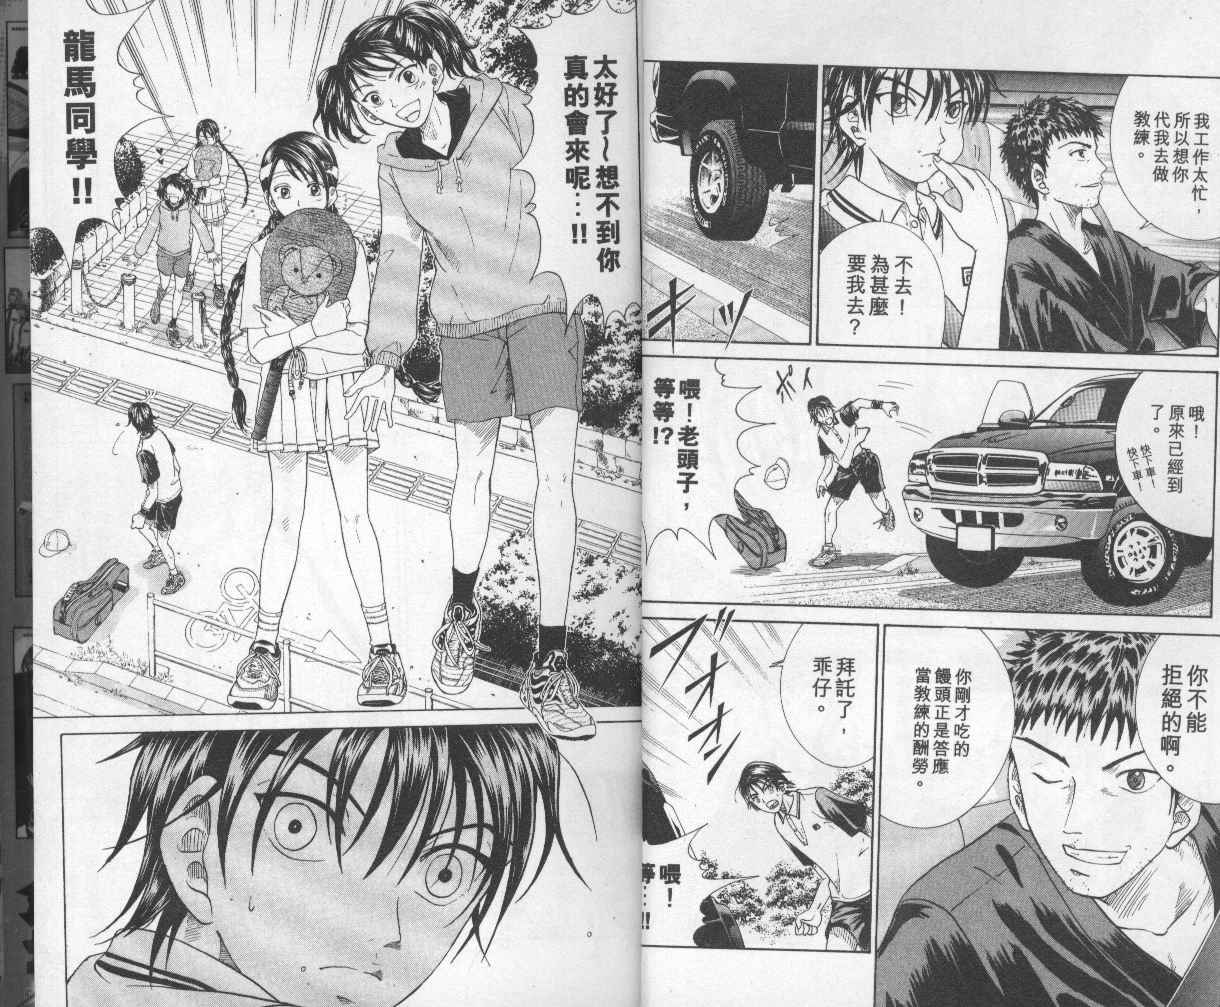 我工作太忙，
所以想你
代我去做
教練。
不去！
為甚麼
要我去？
哦！
原來已經到
了。
快下車！
快下車！
ポイ
喂！老頭子，
等等!?
你不能
拒絕的啊。
你剛才吃的
饅頭正是答應
當教練的酬勞。
拜託了，
乖仔。
喂！
等…!!
太好了～想不到你
真的會來呢…!!
龍馬同學!!